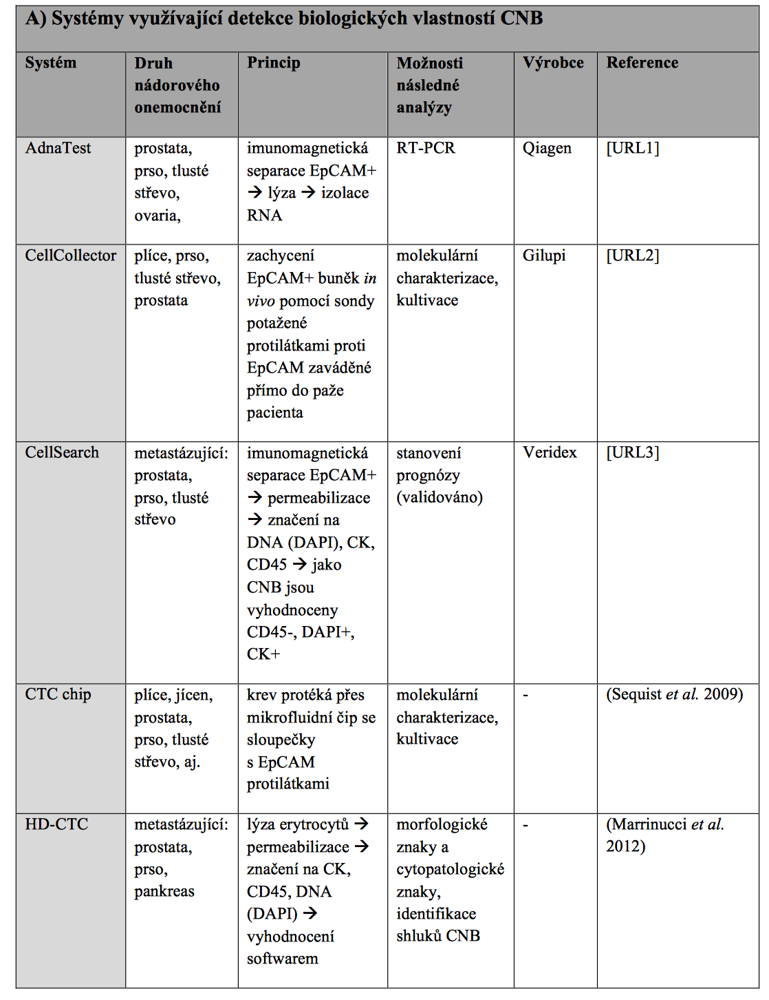 A) Systémy využívající detekce biologických vlastností CNB
Systém
Druh
nádorového
onemocnění
Princip
Možnosti
následné
analýzy
Výrobce
Reference
AdnaTest
prostata,
prso, tlusté
střevo,
ovaria,
imunomagnetická
separace EpCAM+
→ lýza → izolace
RNA
RT-PCR
Qiagen
[URL1]
CellCollector
plíce, prso,
tlusté střevo,
prostata
zachycení
EpCAM+ buněk in
vivo pomocí sondy
potažené
protilátkami proti
EpCAM zaváděné
přímo do paže
pacienta
molekulární
charakterizace,
kultivace
Gilupi
[URL2]
CellSearch
metastázující:
prostata,
prso, tlusté
střevo
imunomagnetická
separace EpCAM+
→ permeabilizace
→ značení na
DNA (DAPI), CK,
CD45 → jako
CNB jsou
vyhodnoceny
CD45-, DAPI+,
CK+
stanovení
prognózy
(validováno)
Veridex
[URL3]
CTC chip
plíce, jícen,
prostata,
prso, tlusté
střevo, aj.
krev protéká přes
mikrofluidní čip se
sloupečky
s EpCAM
protilátkami
molekulární
charakterizace,
kultivace
-
(Sequist et al. 2009)
HD-CTC
metastázující:
prostata,
prso,
pankreas
lýza erytrocytů →
permeabilizace →
značení na CK,
CD45, DNA
(DAPI) →
vyhodnocení
softwarem
morfologické
znaky a
cytopatologické
znaky,
identifikace
shluků CNB
-
(Marrinucci et al.
2012)